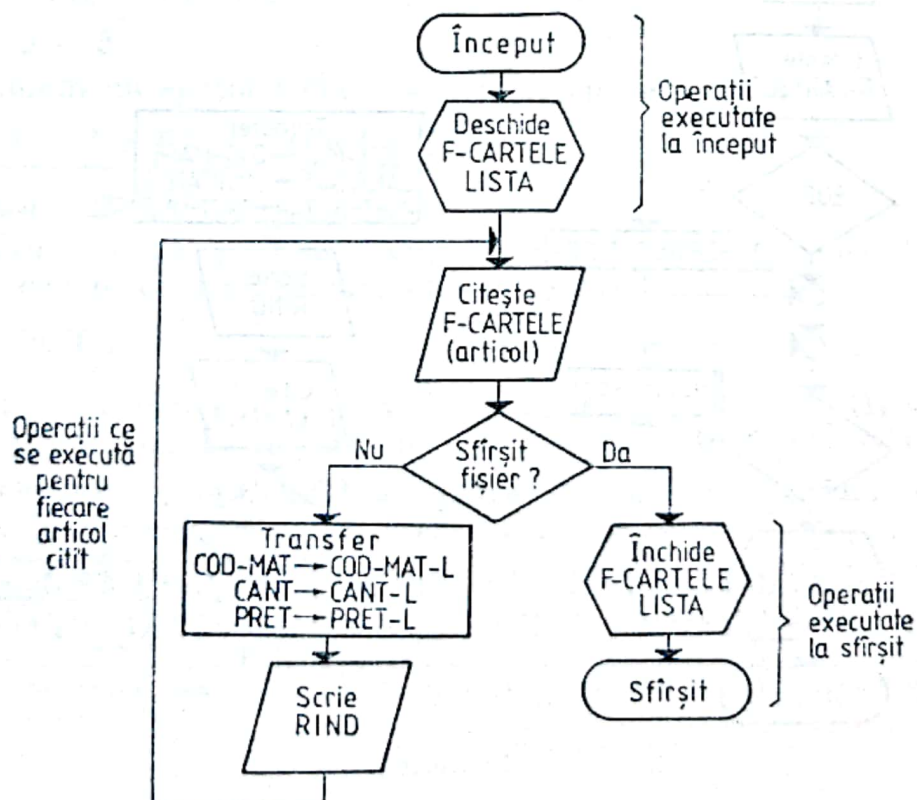 Început
Operații
executate
la început
Deschide
F-CARTELE
LISTA
Citește
F-CARTELE
(articol)
Operații ce
se execută
pentru
fiecare
articol
citit
Nu
Sfîrșit
fișier ?
Da
Transfer
COD-MAT→COD-MAT-L
CANT→CANT-L
PRET→PRET-L
Închide
F-CARTELE
LISTA
Operații
executate
la sfîrșit
Scrie
RIND
Sfîrșit